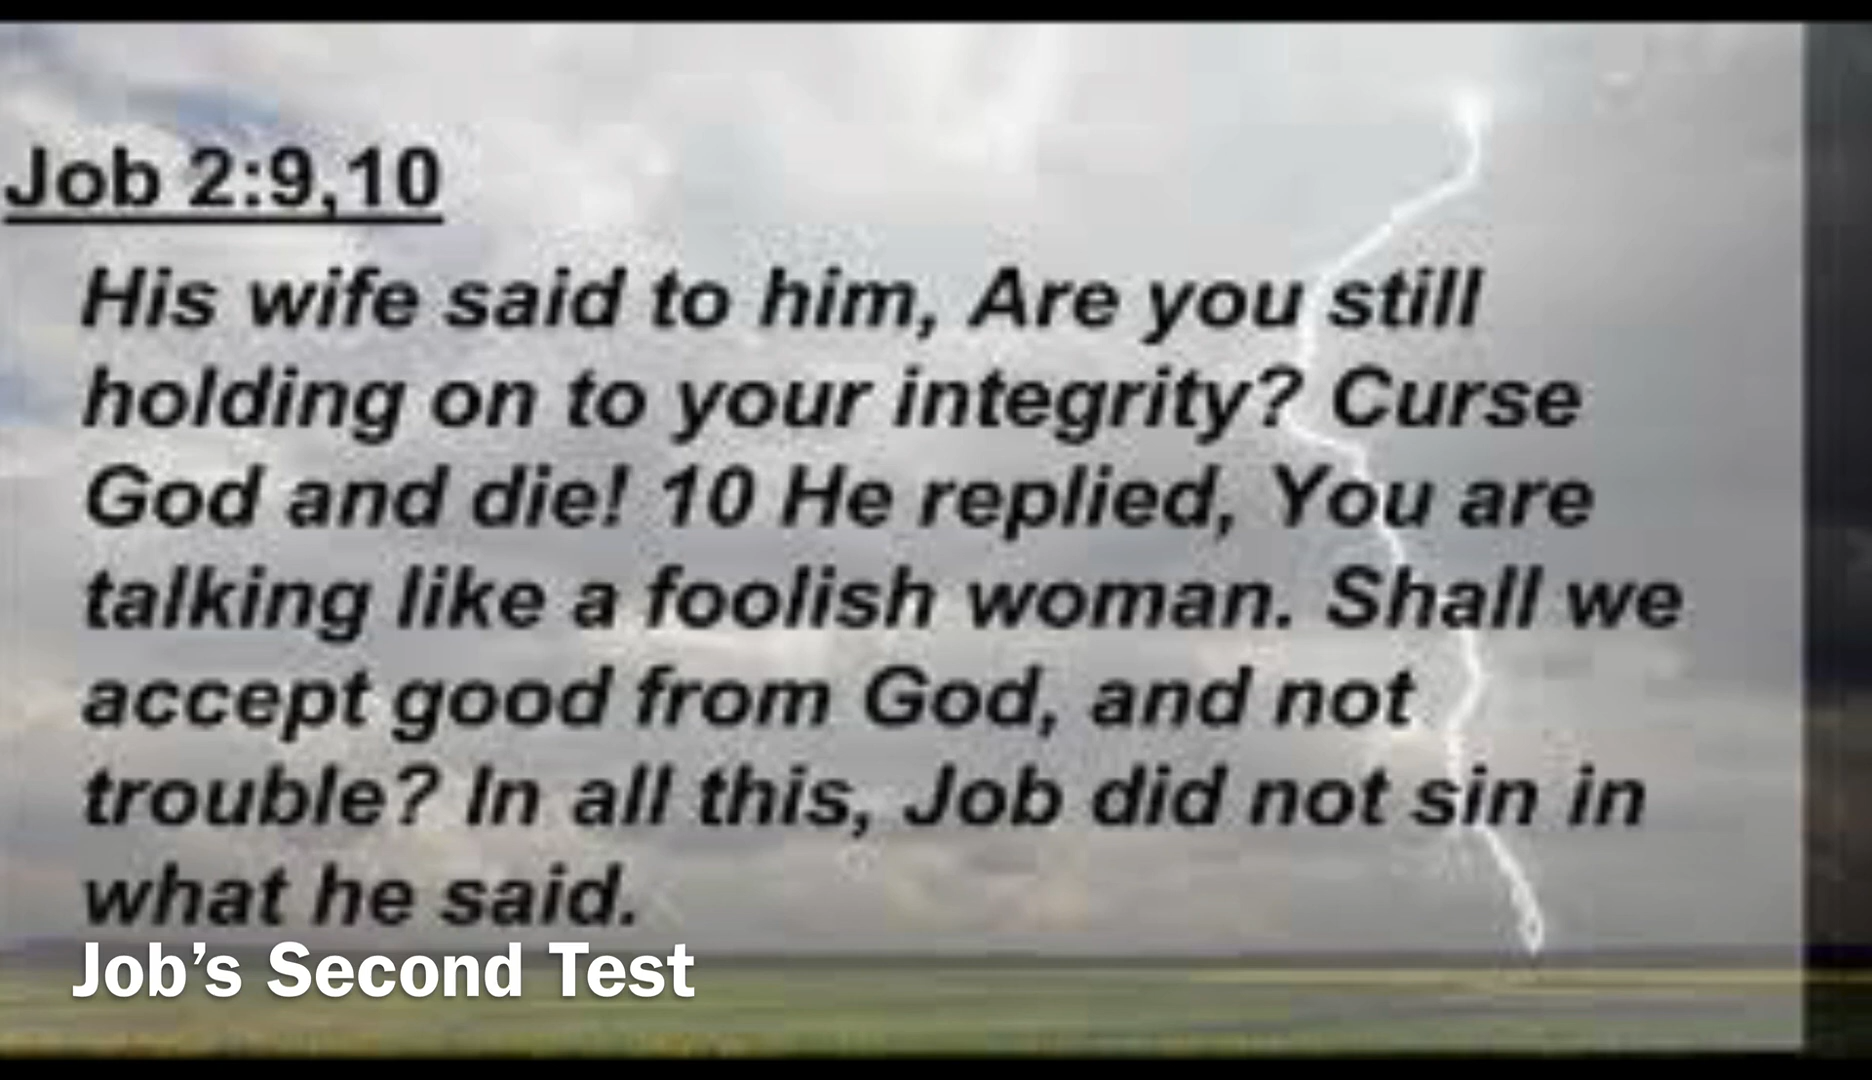 Job 2:9,10
His wife said to him, Are you still
holding on to your integrity? Curse
God and die! 10 He replied, You are
talking like a foolish woman. Shall we
accept good from God, and not
trouble? In all this, Job did not sin in
what he said.
Job’s Second Test